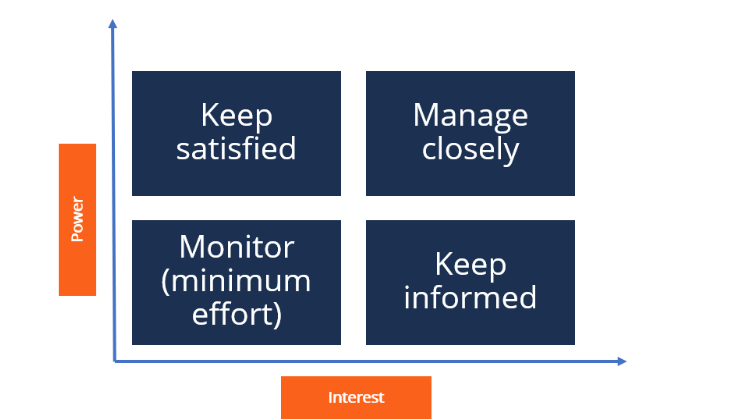 Keep
satisfied
Manage
closely
Power
Monitor
(minimum
effort)
Keep
informed
Interest